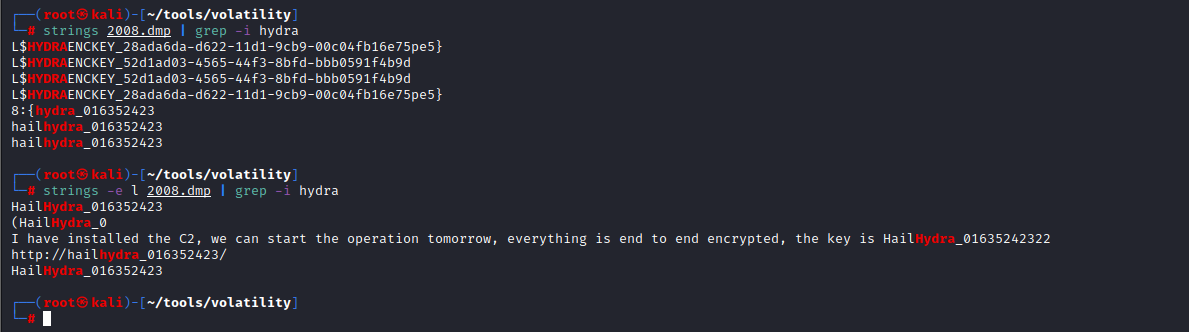 ┌──(root㉿kali)-[~/tools/volatility]
└─# strings 2008.dmp | grep -i hydra
L$HYDRAENCKEY_28ada6da-d622-11d1-9cb9-00c04fb16e75pe5}
L$HYDRAENCKEY_52d1ad03-4565-44f3-8bfd-bbb0591f4b9d
L$HYDRAENCKEY_52d1ad03-4565-44f3-8bfd-bbb0591f4b9d
L$HYDRAENCKEY_28ada6da-d622-11d1-9cb9-00c04fb16e75pe5}
8:{hydra_016352423
hailhydra_016352423
hailhydra_016352423
┌──(root㉿kali)-[~/tools/volatility]
└─# strings -e l 2008.dmp | grep -i hydra
HailHydra_016352423
(HailHydra_0
I have installed the C2, we can start the operation tomorrow, everything is end to end encrypted, the key is HailHydra_01635242322
http://hailhydra_016352423/
HailHydra_016352423
┌──(root㉿kali)-[~/tools/volatility]
└─#